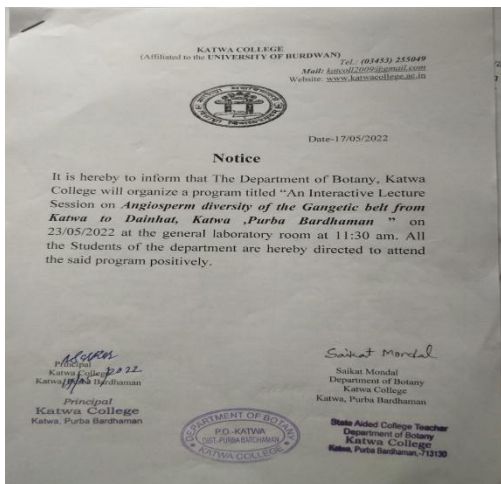 KATWA COLLEGE
(Affiliated to the UNIVERSITY OF BURDWAN)
Tel.: (03453) 255049
Mail: katcoll2009@gmail.com
Website: www.katwacollege.ac.in
Date-17/05/2022
Notice
It is hereby to inform that The Department of Botany, Katwa
College will organize a program titled “An Interactive Lecture
Session on Angiosperm diversity of the Gangetic belt from
Katwa to Dainhat, Katwa ,Purba Bardhaman ” on
23/05/2022 at the general laboratory room at 11:30 am. All
the Students of the department are hereby directed to attend
the said program positively.
Principal
Katwa College
Katwa, Purba Bardhaman
Principal
Katwa College
Katwa, Purba Bardhaman
DEPARTMENT OF BOTANY
P.O.-KATWA
DIST.-PURBA BARDHAMAN
KATWA COLLEGE
Saikat Mondal
Saikat Mondal
Department of Botany
Katwa College
Katwa, Purba Bardhaman
State Aided College Teacher
Department of Botany
Katwa College
Katwa, Purba Bardhaman,-713130